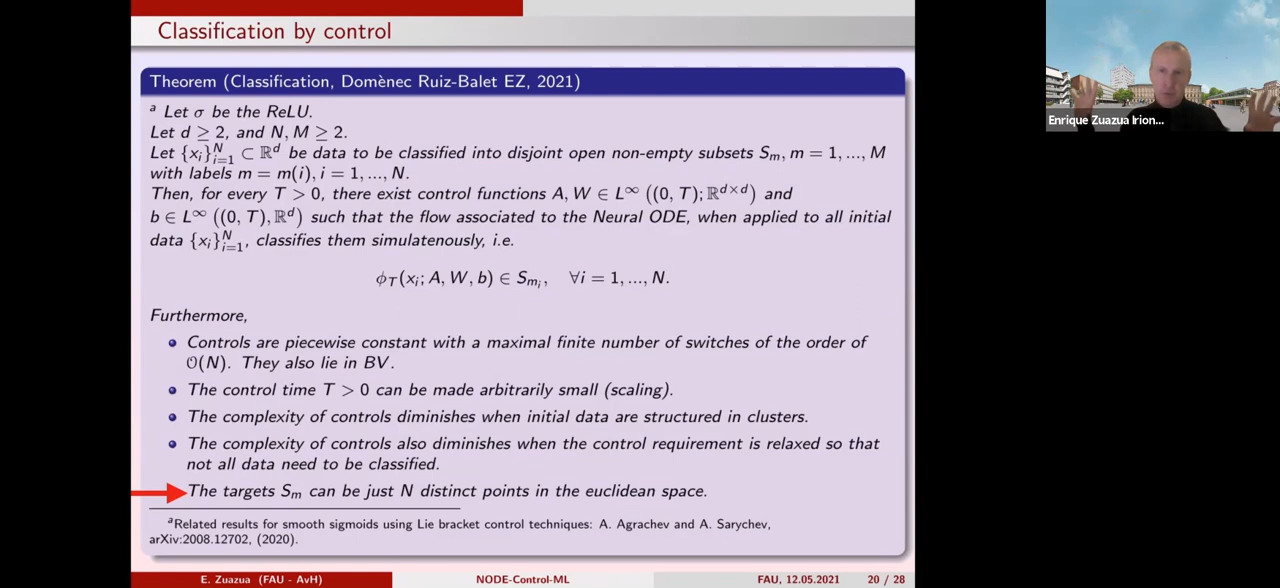 Classification by control
Theorem (Classification, Domènec Ruiz-Balet EZ, 2021)
ᵃ Let σ be the ReLU.
Let d ≥ 2, and N, M ≥ 2.
Let {xᵢ}ᴺᵢ₌₁ ⊂ ℝᵈ be data to be classified into disjoint open non-empty subsets Sₘ, m = 1, ..., M
with labels m = m(i), i = 1, ..., N.
Then, for every T > 0, there exist control functions A, W ∈ L^∞ ((0, T); ℝ^{d×d}) and
b ∈ L^∞ ((0, T), ℝᵈ) such that the flow associated to the Neural ODE, when applied to all initial
data {xᵢ}ᴺᵢ₌₁, classifies them simulatenously, i.e.
ϕ_T(xᵢ; A, W, b) ∈ S_{mᵢ}, ∀i = 1, ..., N.
Furthermore,
Controls are piecewise constant with a maximal finite number of switches of the order of
O(N). They also lie in BV.
The control time T > 0 can be made arbitrarily small (scaling).
The complexity of controls diminishes when initial data are structured in clusters.
The complexity of controls also diminishes when the control requirement is relaxed so that
not all data need to be classified.
The targets Sₘ can be just N distinct points in the euclidean space.
ᵃRelated results for smooth sigmoids using Lie bracket control techniques: A. Agrachev and A. Sarychev,
arXiv:2008.12702, (2020).
E. Zuazua (FAU - AvH) NODE-Control-ML FAU, 12.05.2021 20 / 28
Enrique Zuazua Irion...